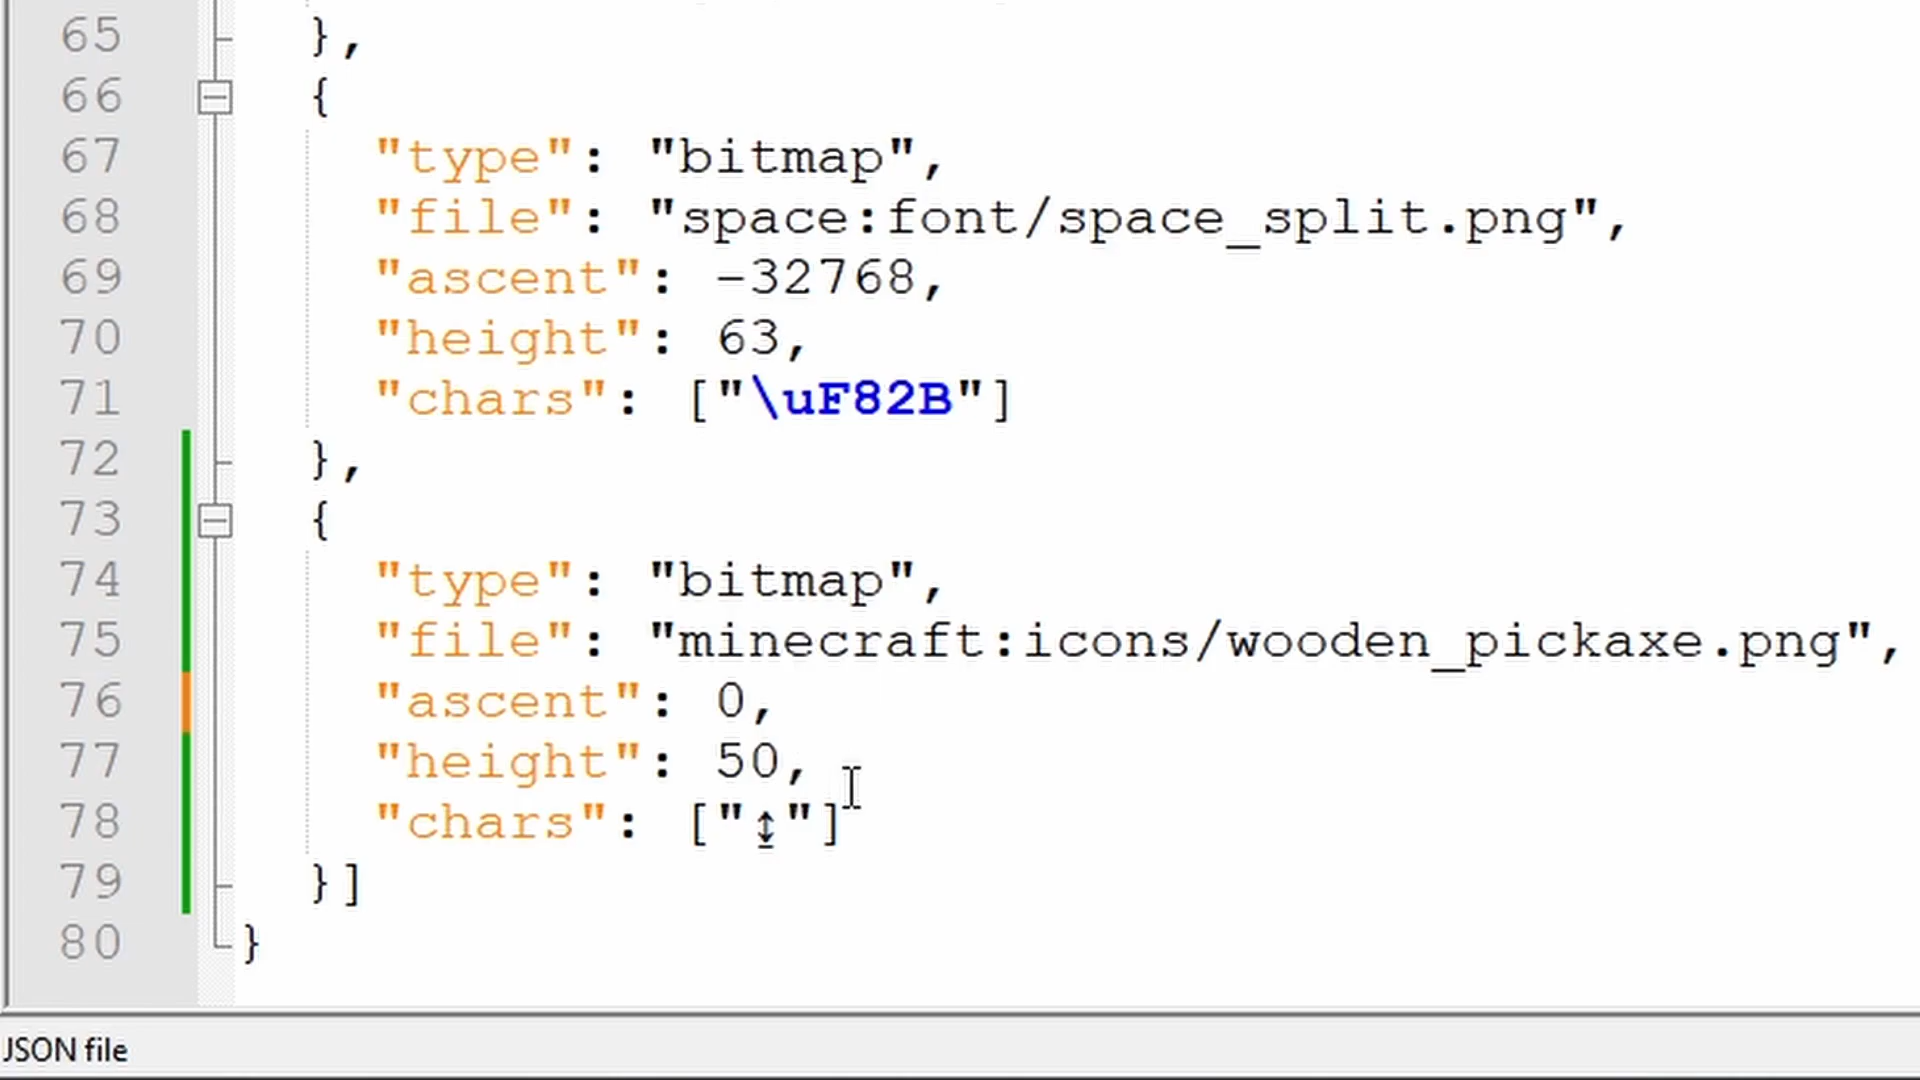 65 },
66 {
67 "type": "bitmap",
68 "file": "space:font/space_split.png",
69 "ascent": -32768,
70 "height": 63,
71 "chars": ["\uF82B"]
72 },
73 {
74 "type": "bitmap",
75 "file": "minecraft:icons/wooden_pickaxe.png",
76 "ascent": 0,
77 "height": 50,
78 "chars": ["↨"]
79 }]
80 }
JSON file